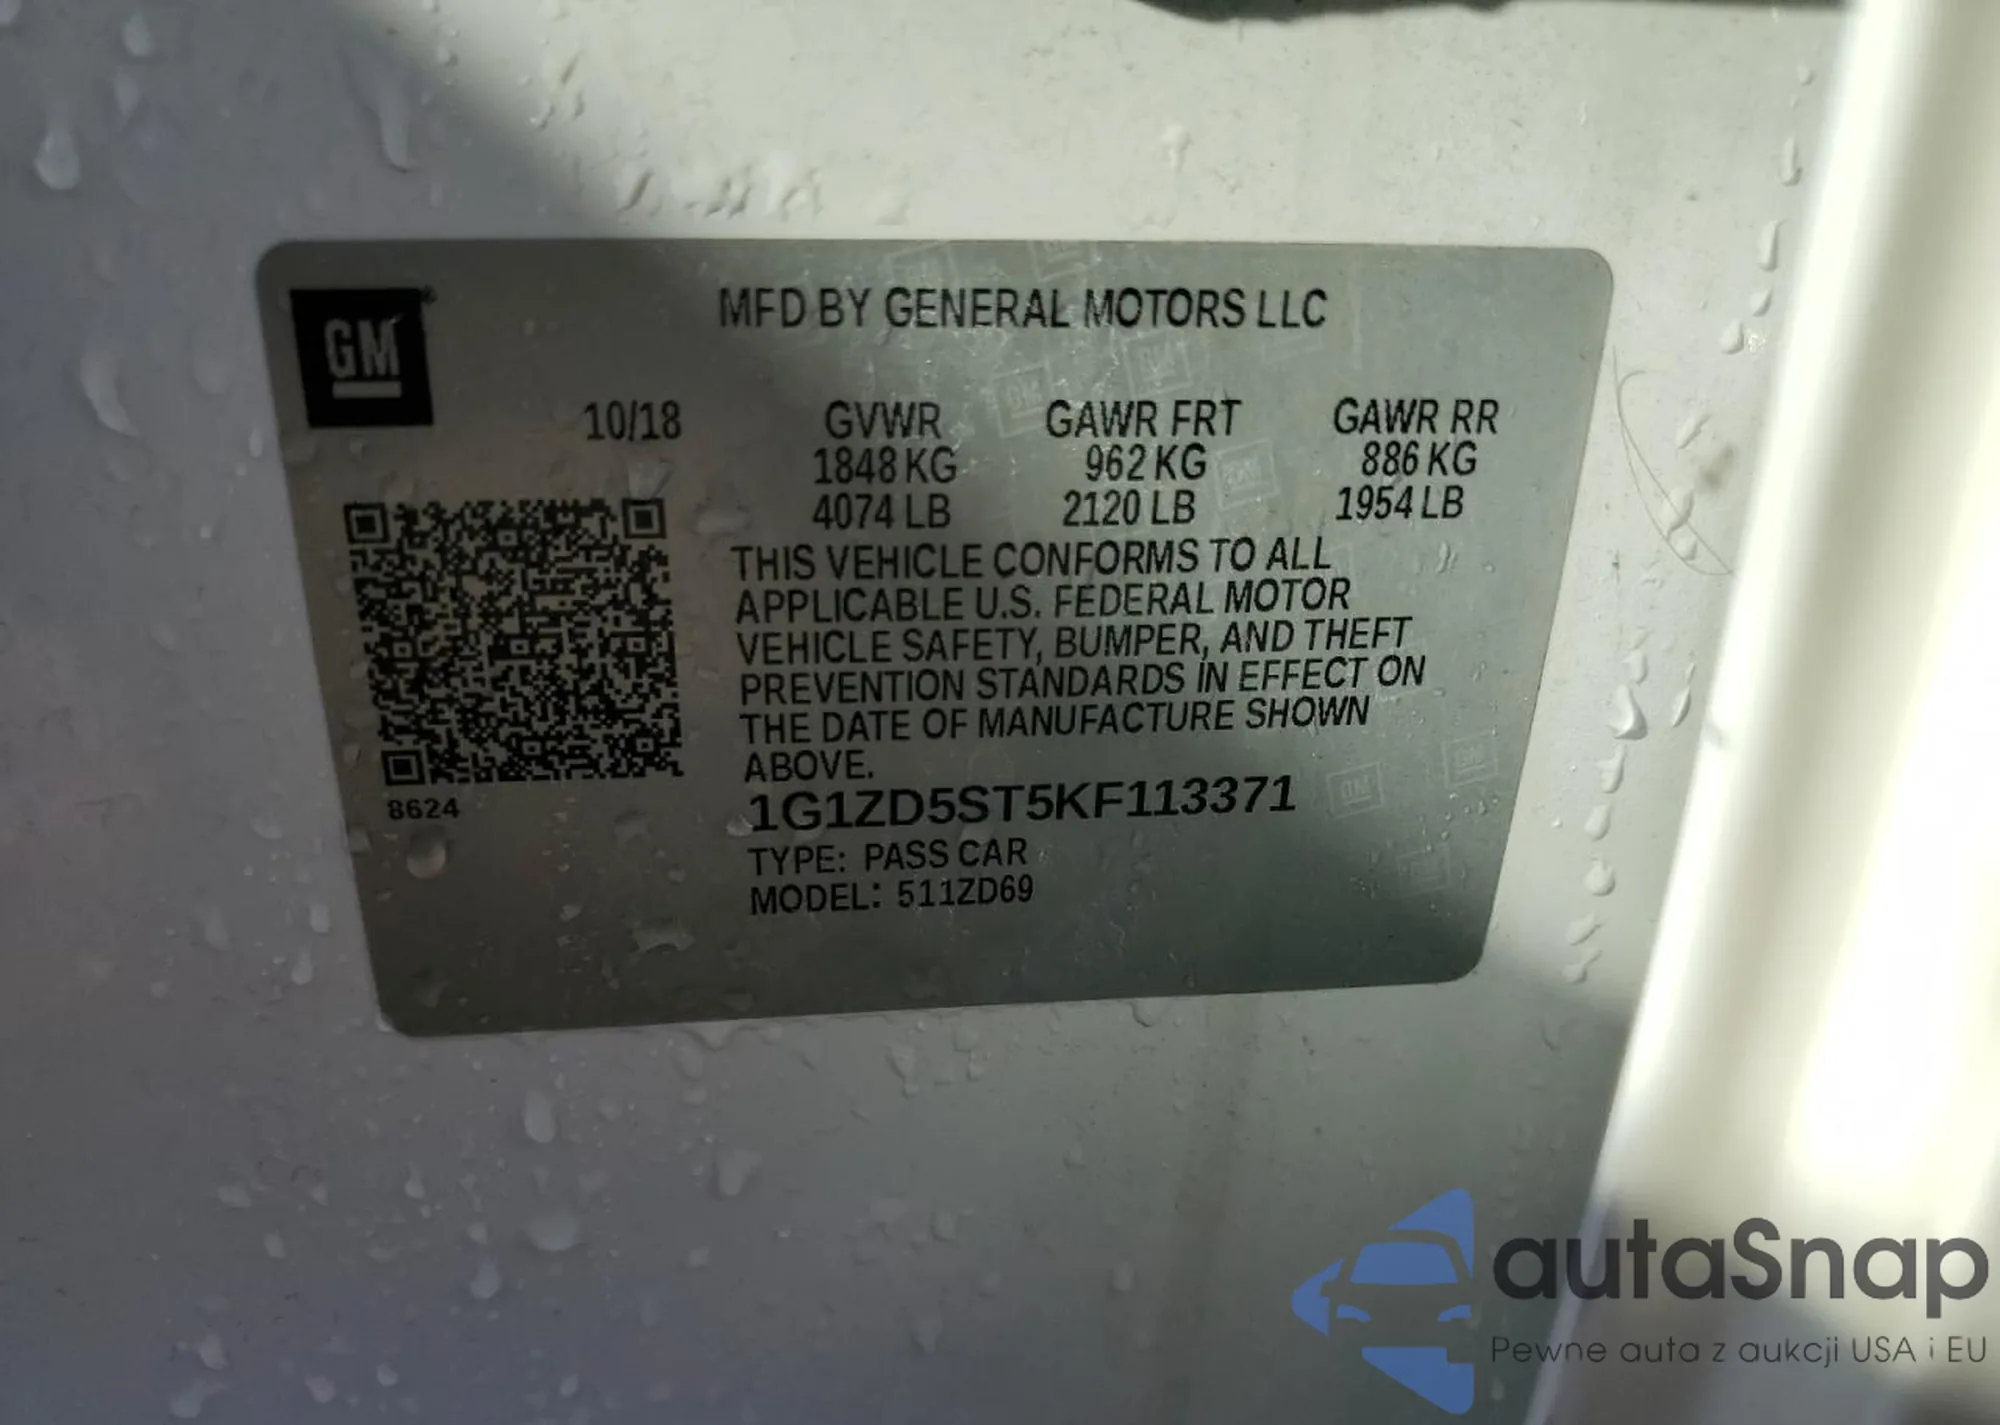 GM
MFD BY GENERAL MOTORS LLC
10/18 GVWR GAWR FRT GAWR RR
1848 KG 962 KG 886 KG
4074 LB 2120 LB 1954 LB
THIS VEHICLE CONFORMS TO ALL
APPLICABLE U.S. FEDERAL MOTOR
VEHICLE SAFETY, BUMPER, AND THEFT
PREVENTION STANDARDS IN EFFECT ON
THE DATE OF MANUFACTURE SHOWN
ABOVE.
8624
1G1ZD5ST5KF113371
TYPE: PASS CAR
MODEL: 511ZD69
autaSnap
Pewne auta z aukcji USA i EU